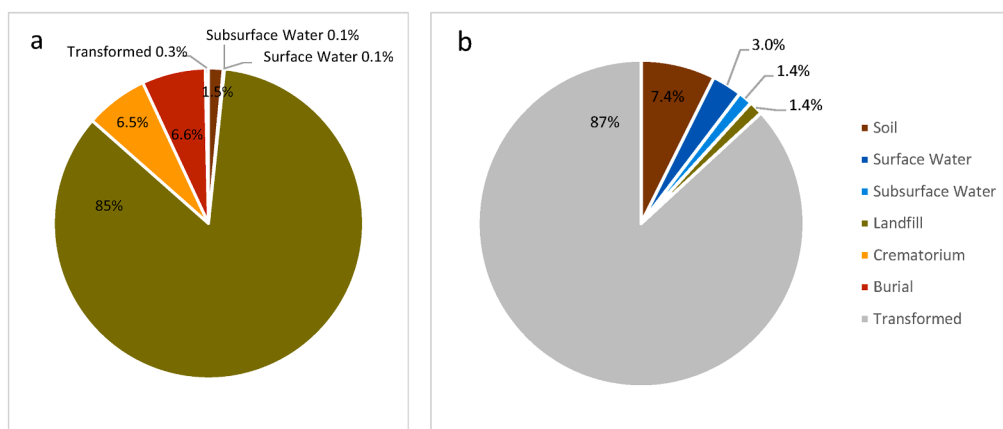 a
Subsurface Water 0.1%
Transformed 0.3%
Surface Water 0.1%
1.5%
6.5%
6.6%
85%
b
3.0%
1.4%
7.4%
1.4%
87%
Soil
Surface Water
Subsurface Water
Landfill
Crematorium
Burial
Transformed